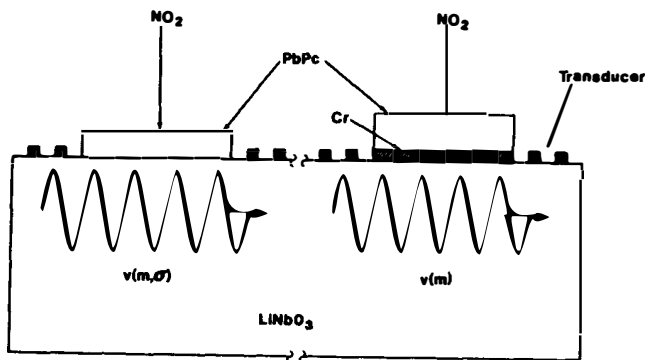 NO₂
NO₂
PbPc
Transducer
Cr
v(m,σ)
v(m)
LiNbO₃